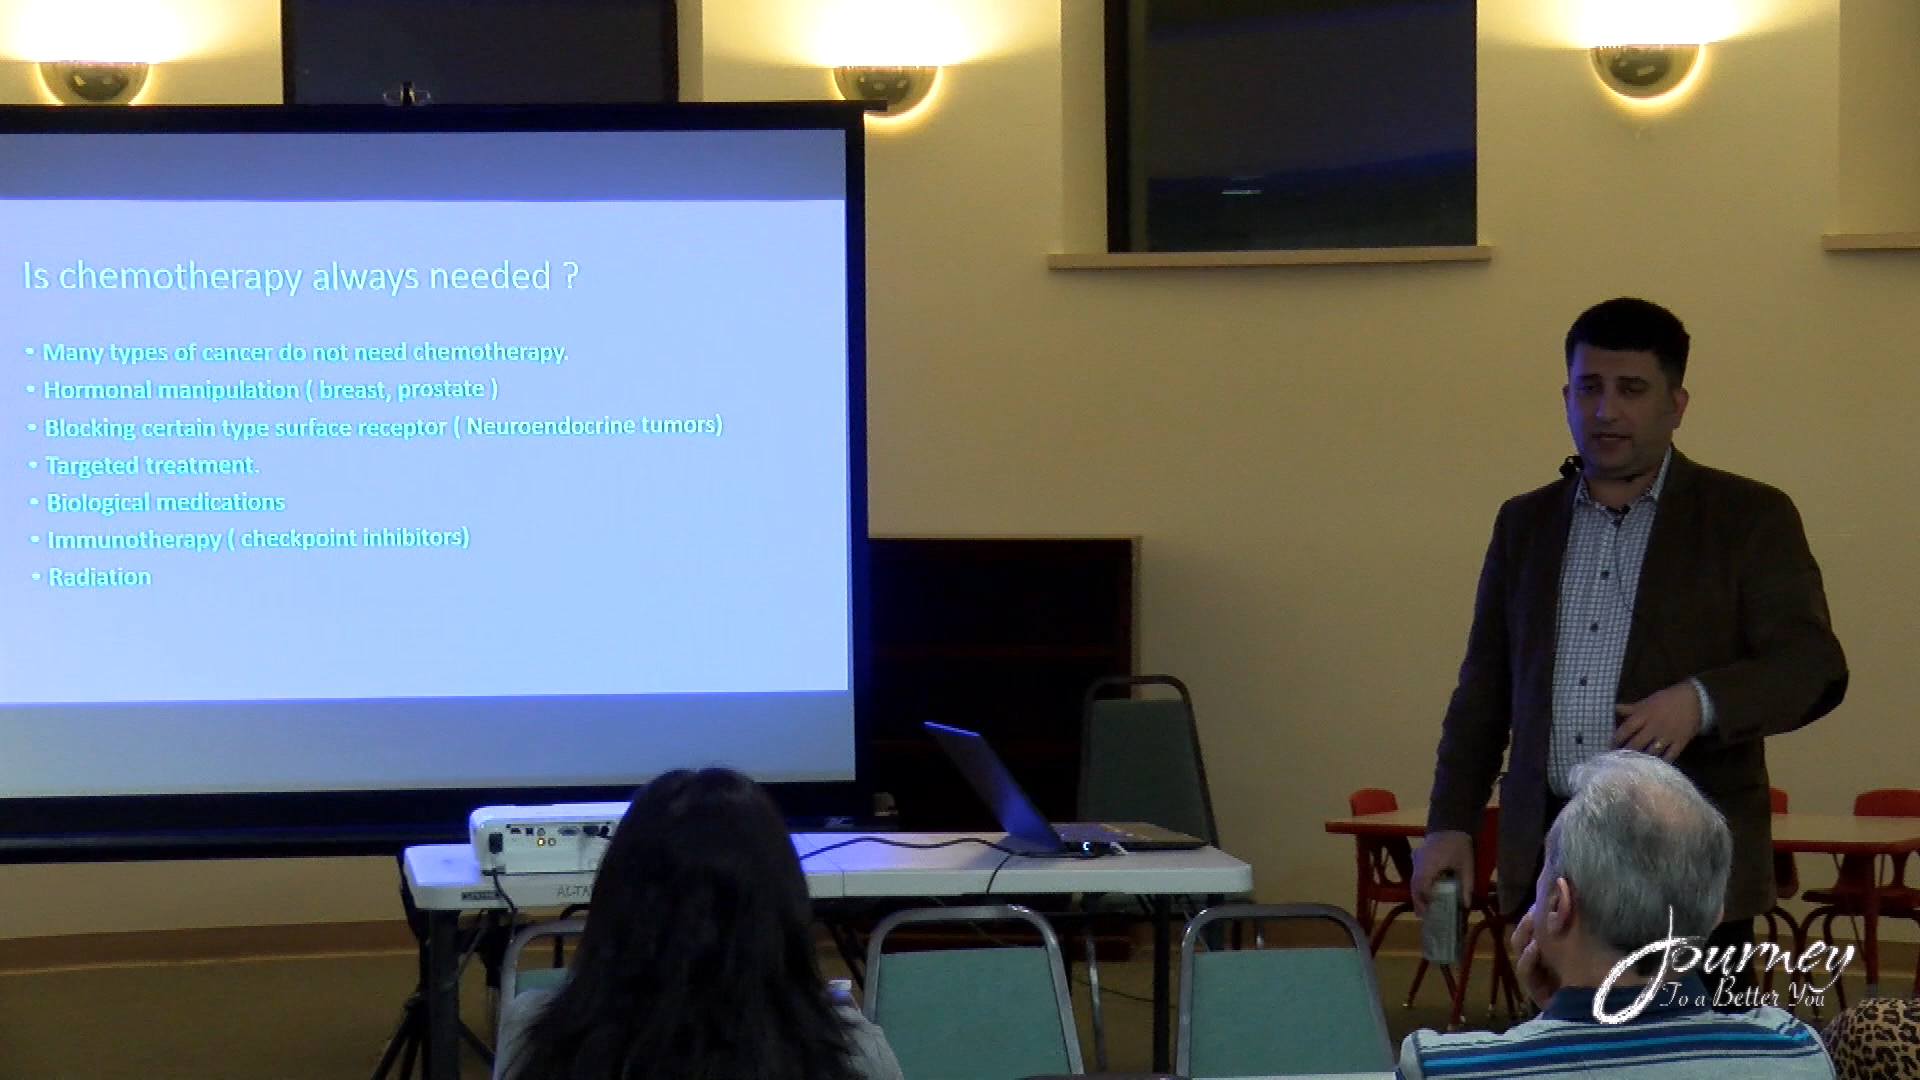 Is chemotherapy always needed ?
• Many types of cancer do not need chemotherapy.
• Hormonal manipulation ( breast, prostate )
• Blocking certain type surface receptor ( Neuroendocrine tumors)
• Targeted treatment.
• Biological medications
• Immunotherapy ( checkpoint inhibitors)
• Radiation
Journey
To a Better You